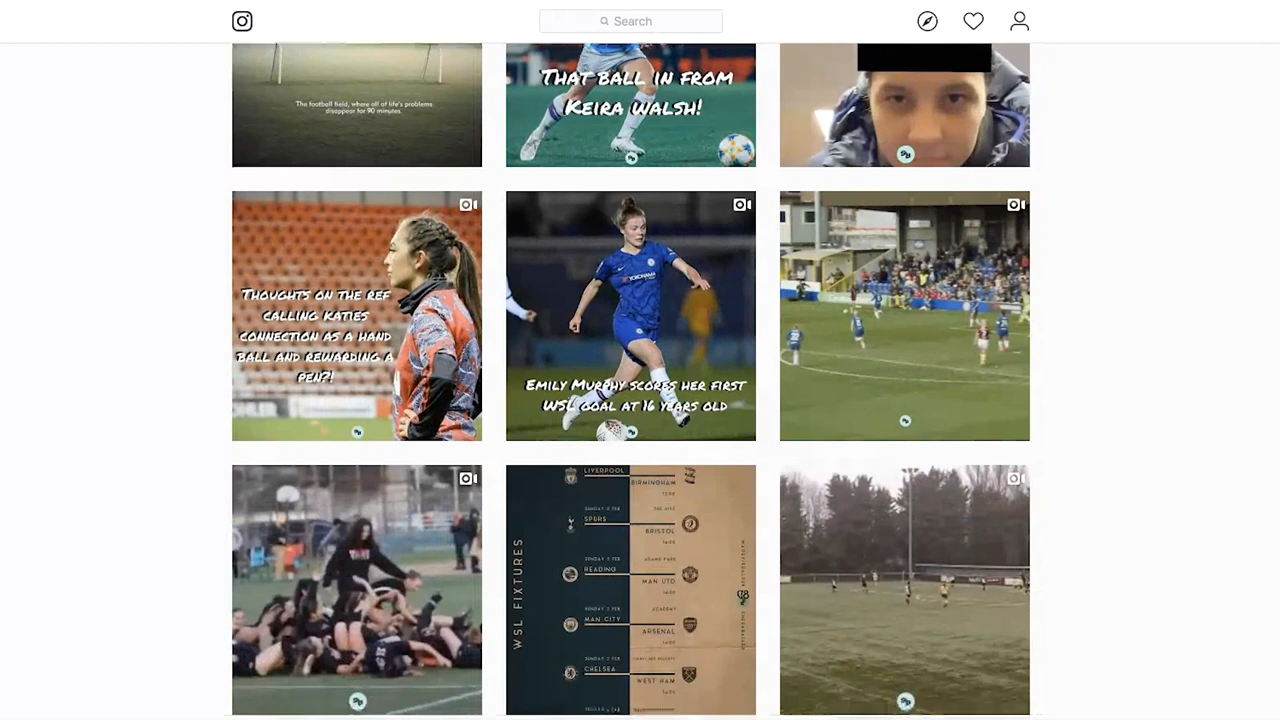 Search
The football field, where all of life's problems
disappear for 90 minutes.
THAT BALL IN FROM
KEIRA WALSH!
THOUGHTS ON THE REF
CALLING KATIES
CONNECTION AS A HAND
BALL AND REWARDING A
PEN?!
YOKOHAMA
EMILY MURPHY SCORES HER FIRST
WSL GOAL AT 16 YEARS OLD
WSL FIXTURES
LIVERPOOL
BIRMINGHAM
SPURS
BRISTOL
READING
MAN UTD
MAN CITY
ACADEMY
ARSENAL
CHELSEA
WEST HAM